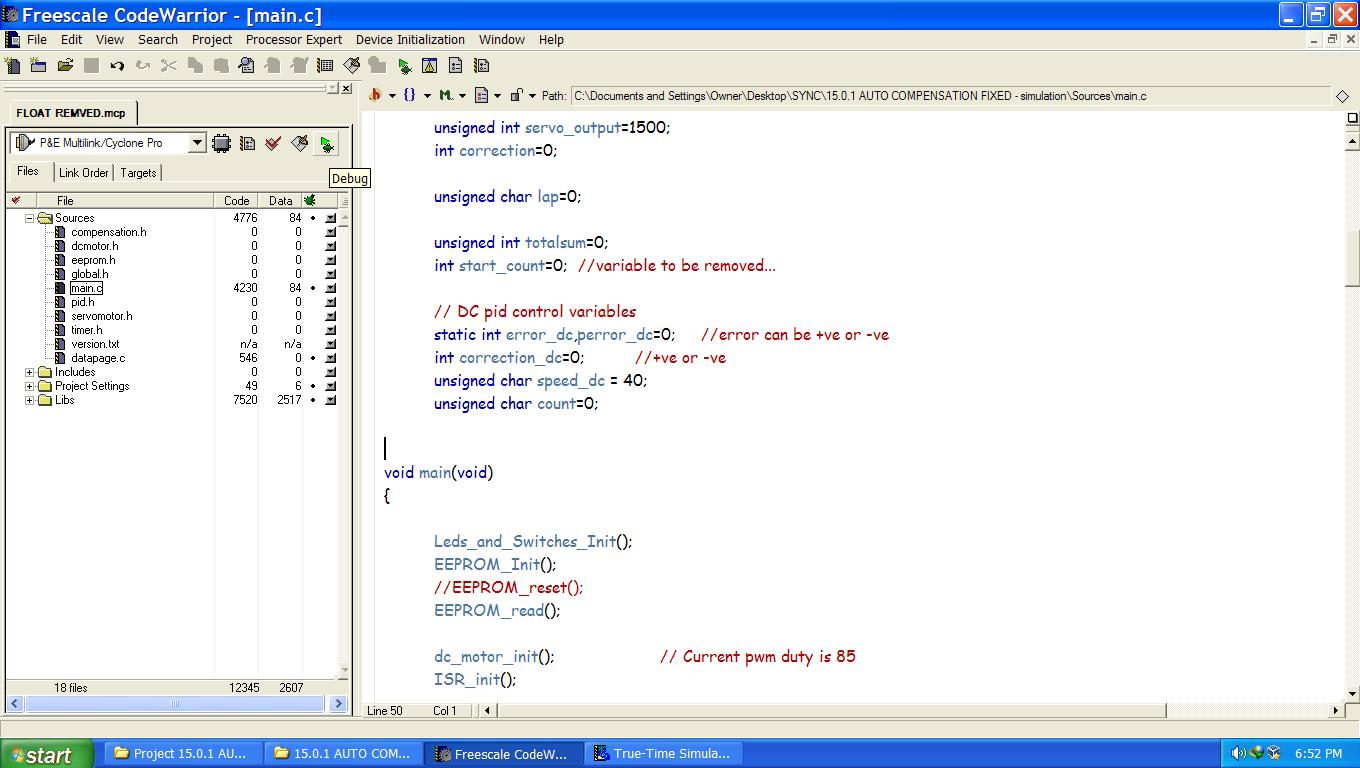 Freescale CodeWarrior - [main.c]
File Edit View Search Project Processor Expert Device Initialization Window Help
FLOAT REMVED.mcp
P&E Multilink/Cyclone Pro
Files Link Order Targets
Debug
File Code Data
Sources 4776 84
compensation.h 0 0
dcmotor.h 0 0
eeprom.h 0 0
global.h 0 0
main.c 4230 84
pid.h 0 0
servomotor.h 0 0
timer.h 0 0
version.txt n/a n/a
datapage.c 546 0
Includes 0 0
Project Settings 49 6
Libs 7520 2517
18 files 12345 2607
{} M. Path: C:\Documents and Settings\Owner\Desktop\SYNC\15.0.1 AUTO COMPENSATION FIXED - simulation\Sources\main.c
unsigned int servo_output=1500;
int correction=0;
unsigned char lap=0;
unsigned int totalsum=0;
int start_count=0; //variable to be removed...
// DC pid control variables
static int error_dc,perror_dc=0; //error can be +ve or -ve
int correction_dc=0; //+ve or -ve
unsigned char speed_dc = 40;
unsigned char count=0;
void main(void)
{
Leds_and_Switches_Init();
EEPROM_Init();
//EEPROM_reset();
EEPROM_read();
dc_motor_init(); // Current pwm duty is 85
ISR_init();
Line 50 Col 1
start Project 15.0.1 AU... 15.0.1 AUTO COM... Freescale CodeW... True-Time Simula... 6:52 PM